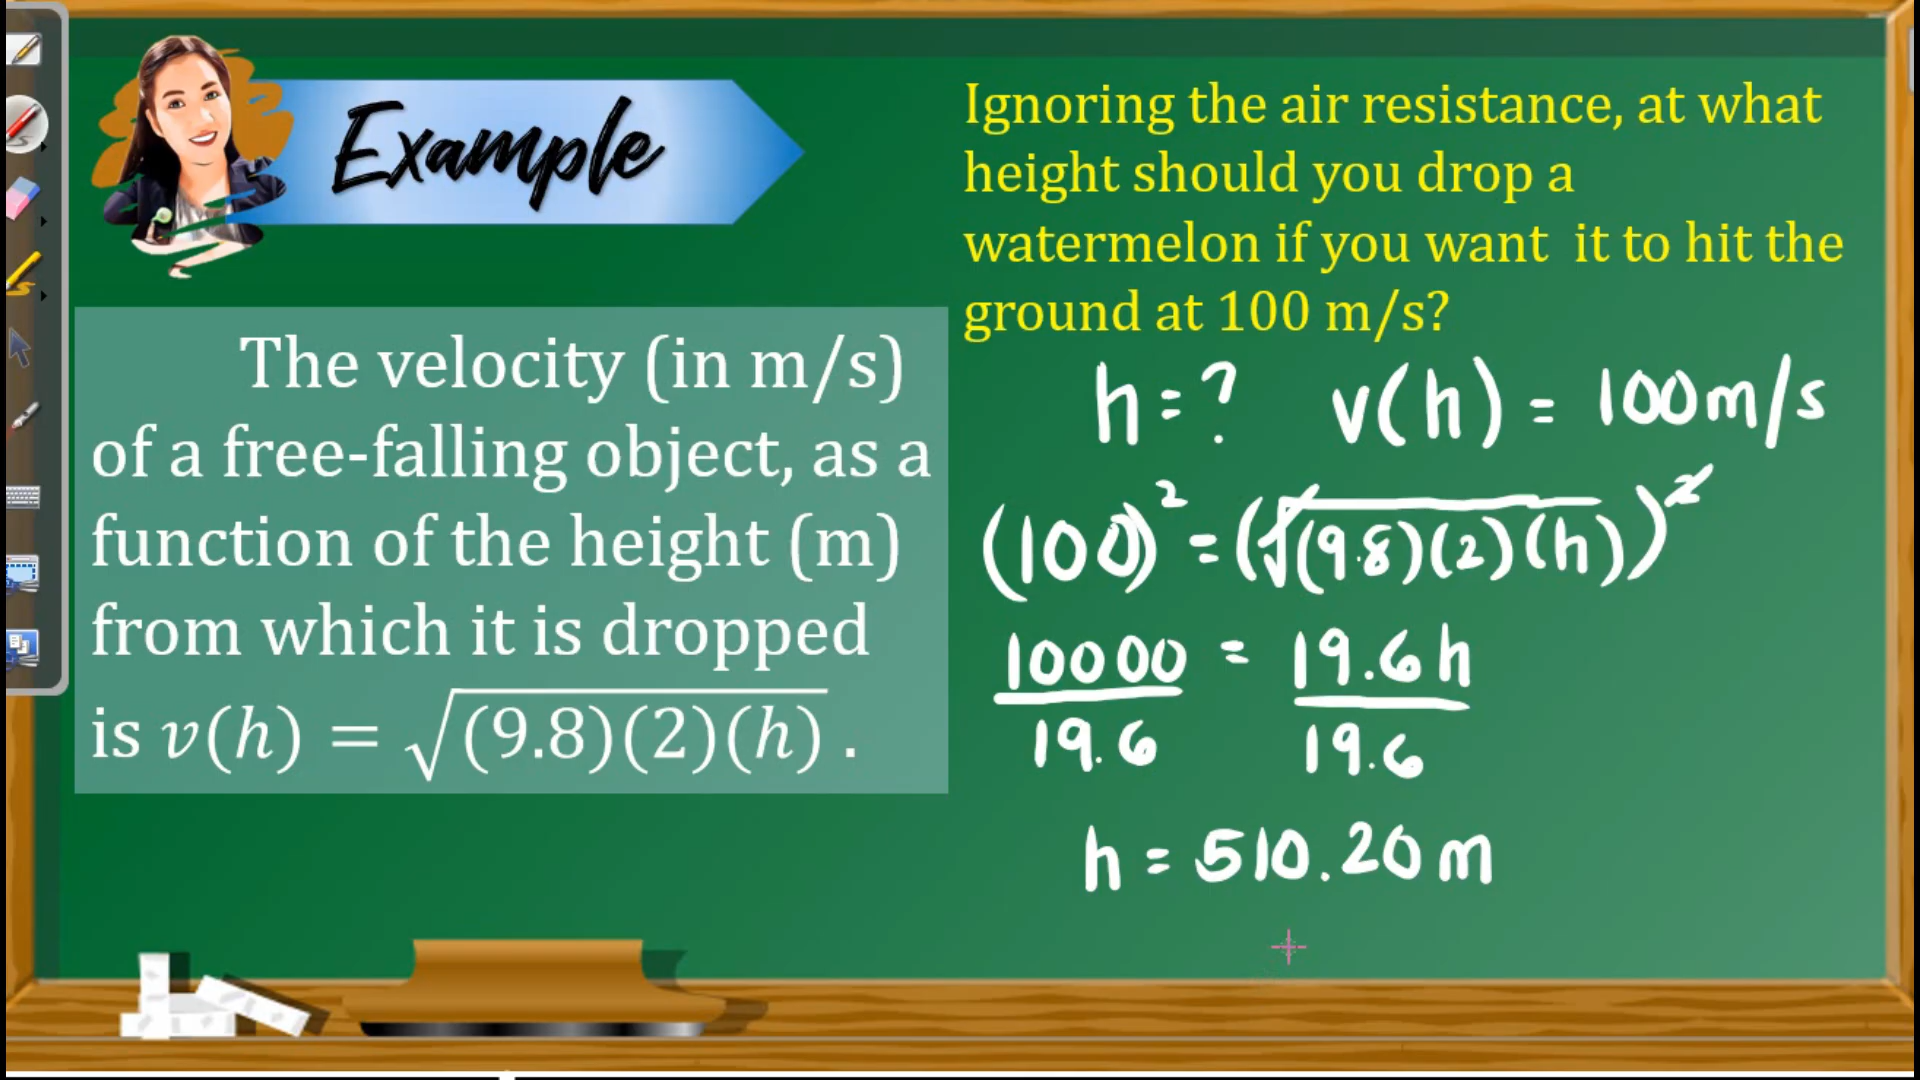 Example
The velocity (in m/s)
of a free-falling object, as a
function of the height (m)
from which it is dropped
is v(h) = √(9.8)(2)(h) .
Ignoring the air resistance, at what
height should you drop a
watermelon if you want it to hit the
ground at 100 m/s?
h = ? v(h) = 100m/s
(100)² = (√(9.8)(2)(h))²
10000 = 19.6h
19.6 19.6
h = 510.20 m